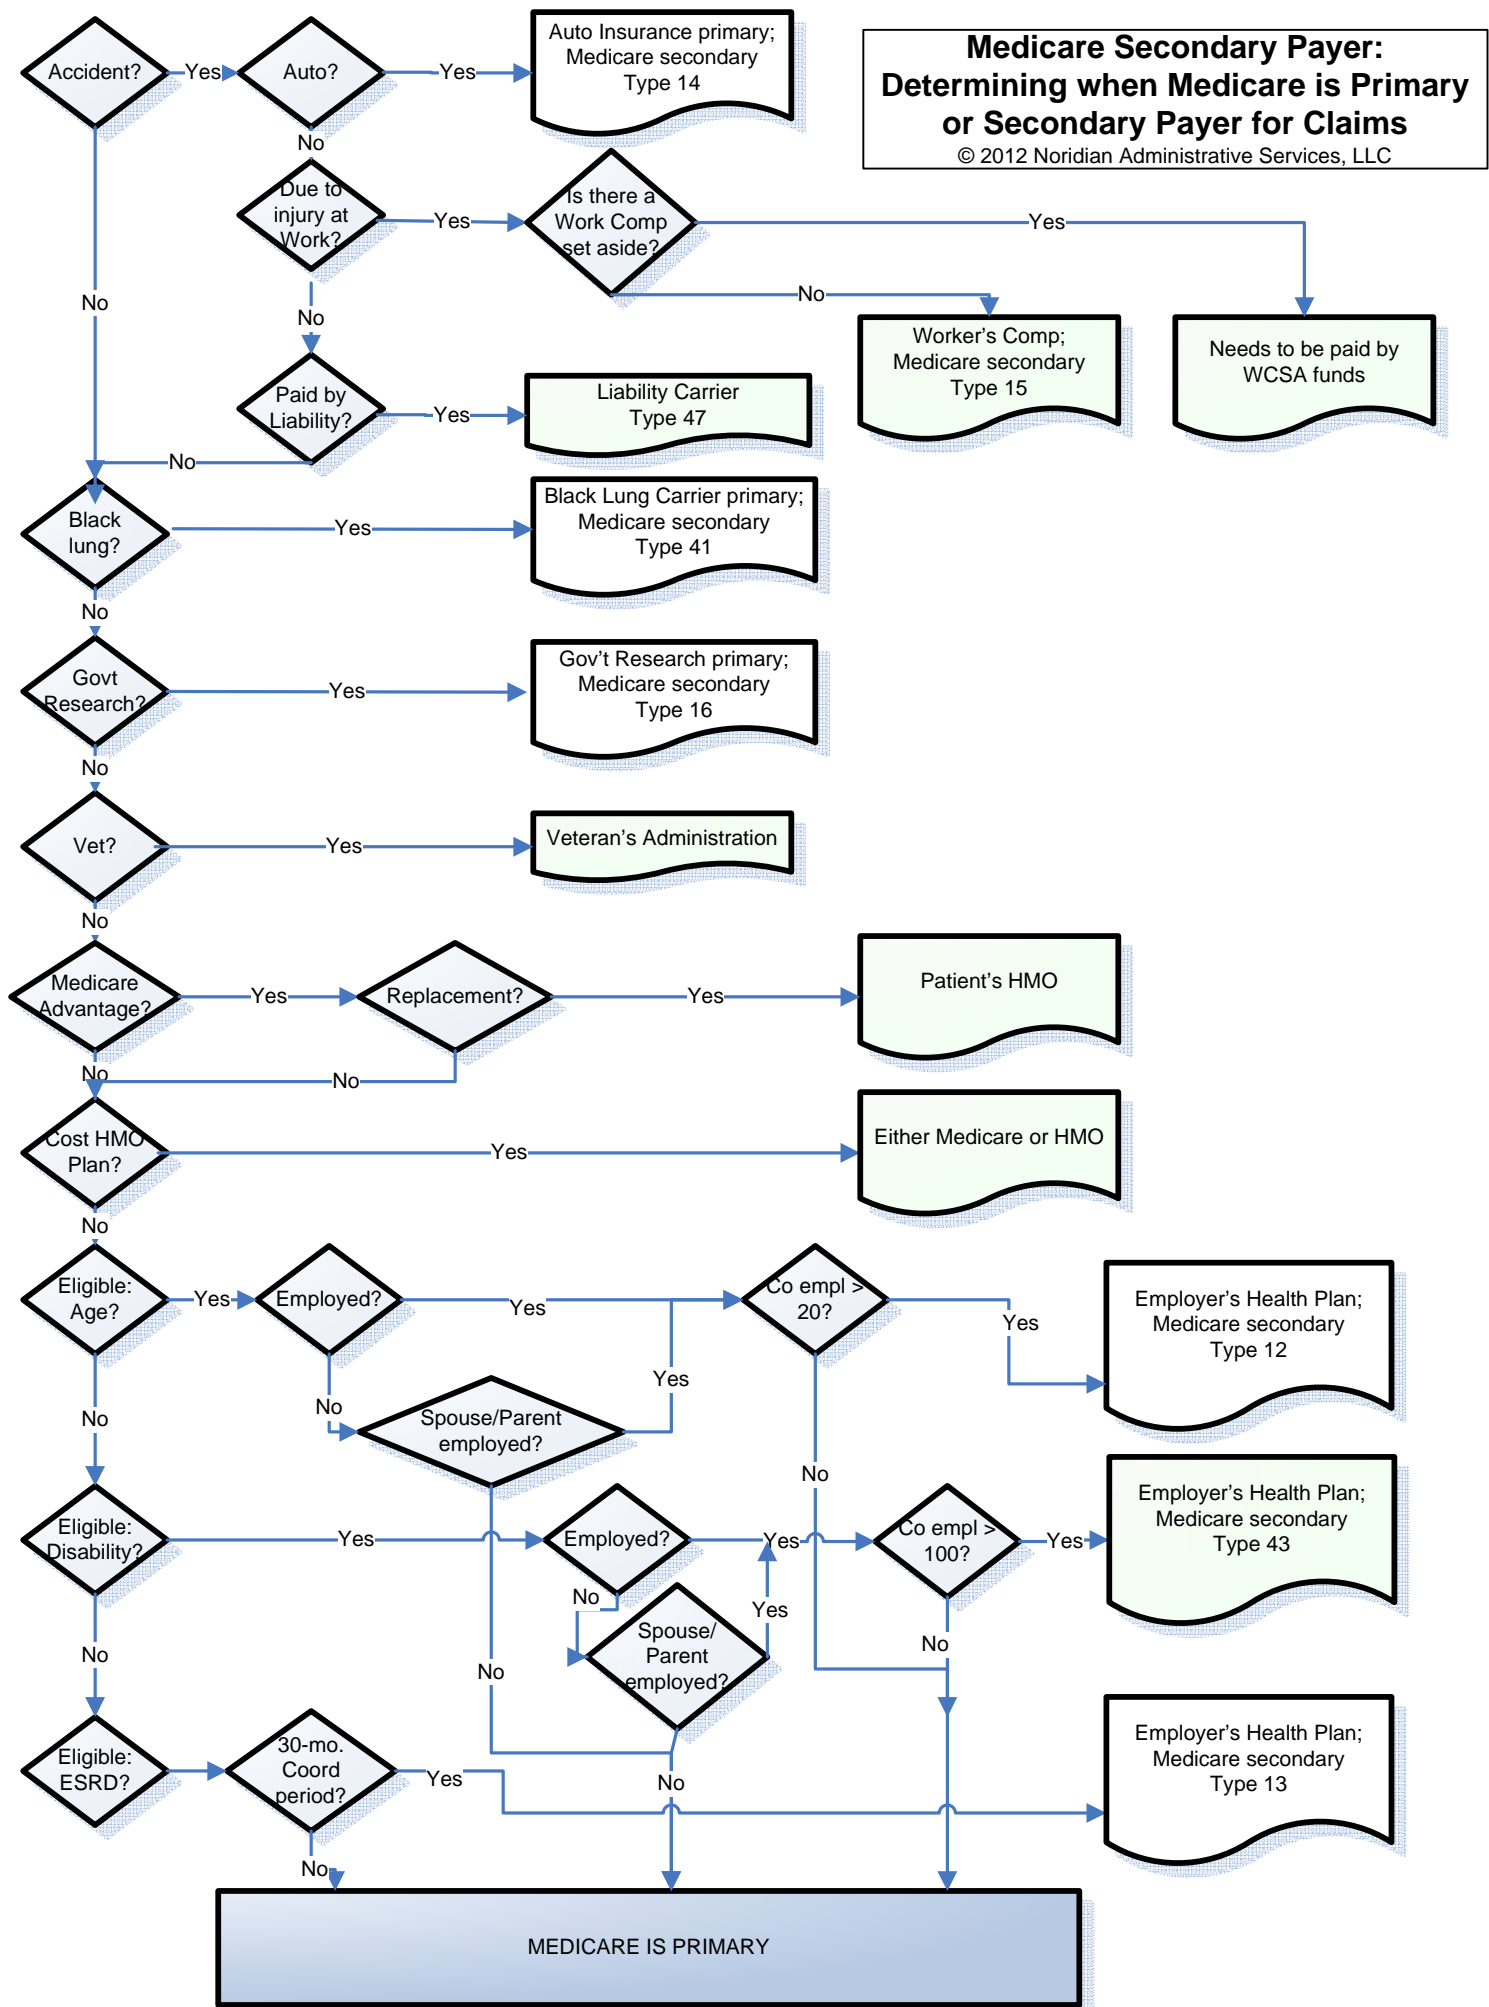 Medicare Secondary Payer:
Determining when Medicare is Primary
or Secondary Payer for Claims
© 2012 Noridian Administrative Services, LLC
Accident?
Yes
Auto?
Yes
Auto Insurance primary;
Medicare secondary
Type 14
No
Due to
injury at
Work?
Yes
Is there a
Work Comp
set aside?
Yes
No
No
No
Worker's Comp;
Medicare secondary
Type 15
Needs to be paid by
WCSA funds
Paid by
Liability?
Yes
Liability Carrier
Type 47
No
Black
lung?
Yes
Black Lung Carrier primary;
Medicare secondary
Type 41
No
Govt
Research?
Yes
Gov't Research primary;
Medicare secondary
Type 16
No
Vet?
Yes
Veteran's Administration
No
Medicare
Advantage?
Yes
Replacement?
Yes
Patient's HMO
No
No
Cost HMO
Plan?
Yes
Either Medicare or HMO
No
Eligible:
Age?
Yes
Employed?
Yes
Co empl >
20?
Yes
Employer's Health Plan;
Medicare secondary
Type 12
No
No
Spouse/Parent
employed?
Yes
No
Eligible:
Disability?
Yes
Employed?
Yes
Co empl >
100?
Yes
Employer's Health Plan;
Medicare secondary
Type 43
No
Spouse/
Parent
employed?
Yes
No
No
No
Eligible:
ESRD?
30-mo.
Coord
period?
Yes
No
Employer's Health Plan;
Medicare secondary
Type 13
No
MEDICARE IS PRIMARY